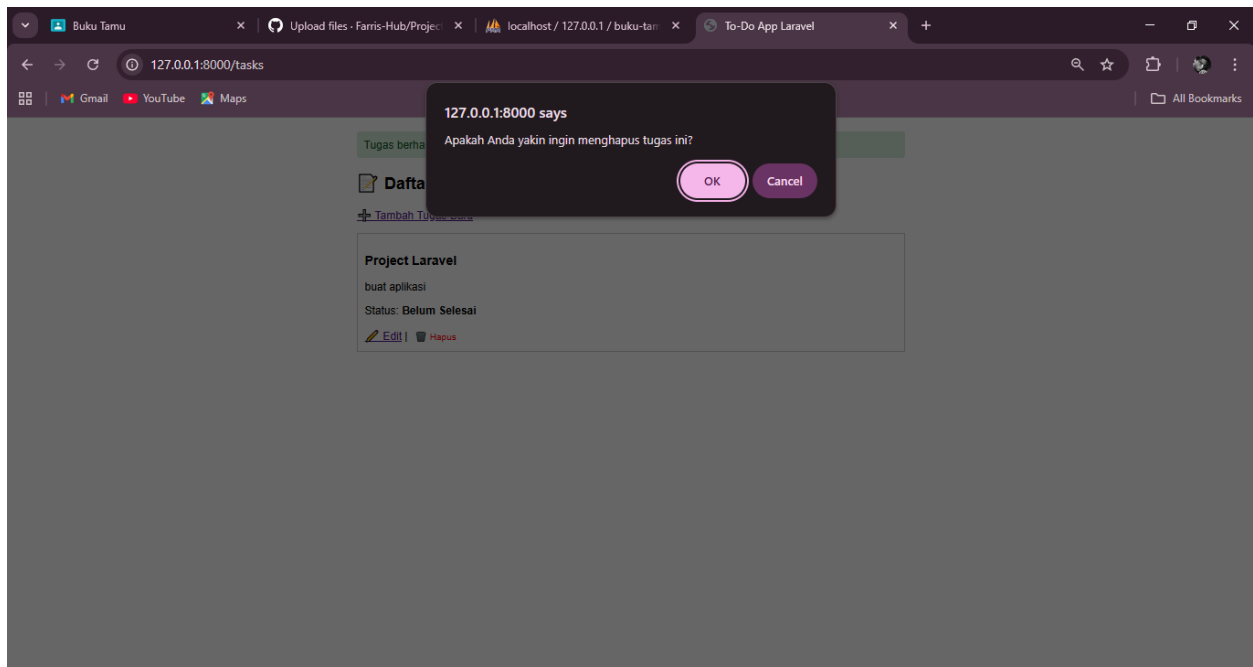 Buku Tamu
Upload files · Farris-Hub/Project
localhost / 127.0.0.1 / buku-tam
To-Do App Laravel
127.0.0.1:8000/tasks
Gmail YouTube Maps
All Bookmarks
127.0.0.1:8000 says
Apakah Anda yakin ingin menghapus tugas ini?
OK Cancel
Tugas berha
Dafta
Tambah Tugas Baru
Project Laravel
buat aplikasi
Status: Belum Selesai
Edit | Hapus